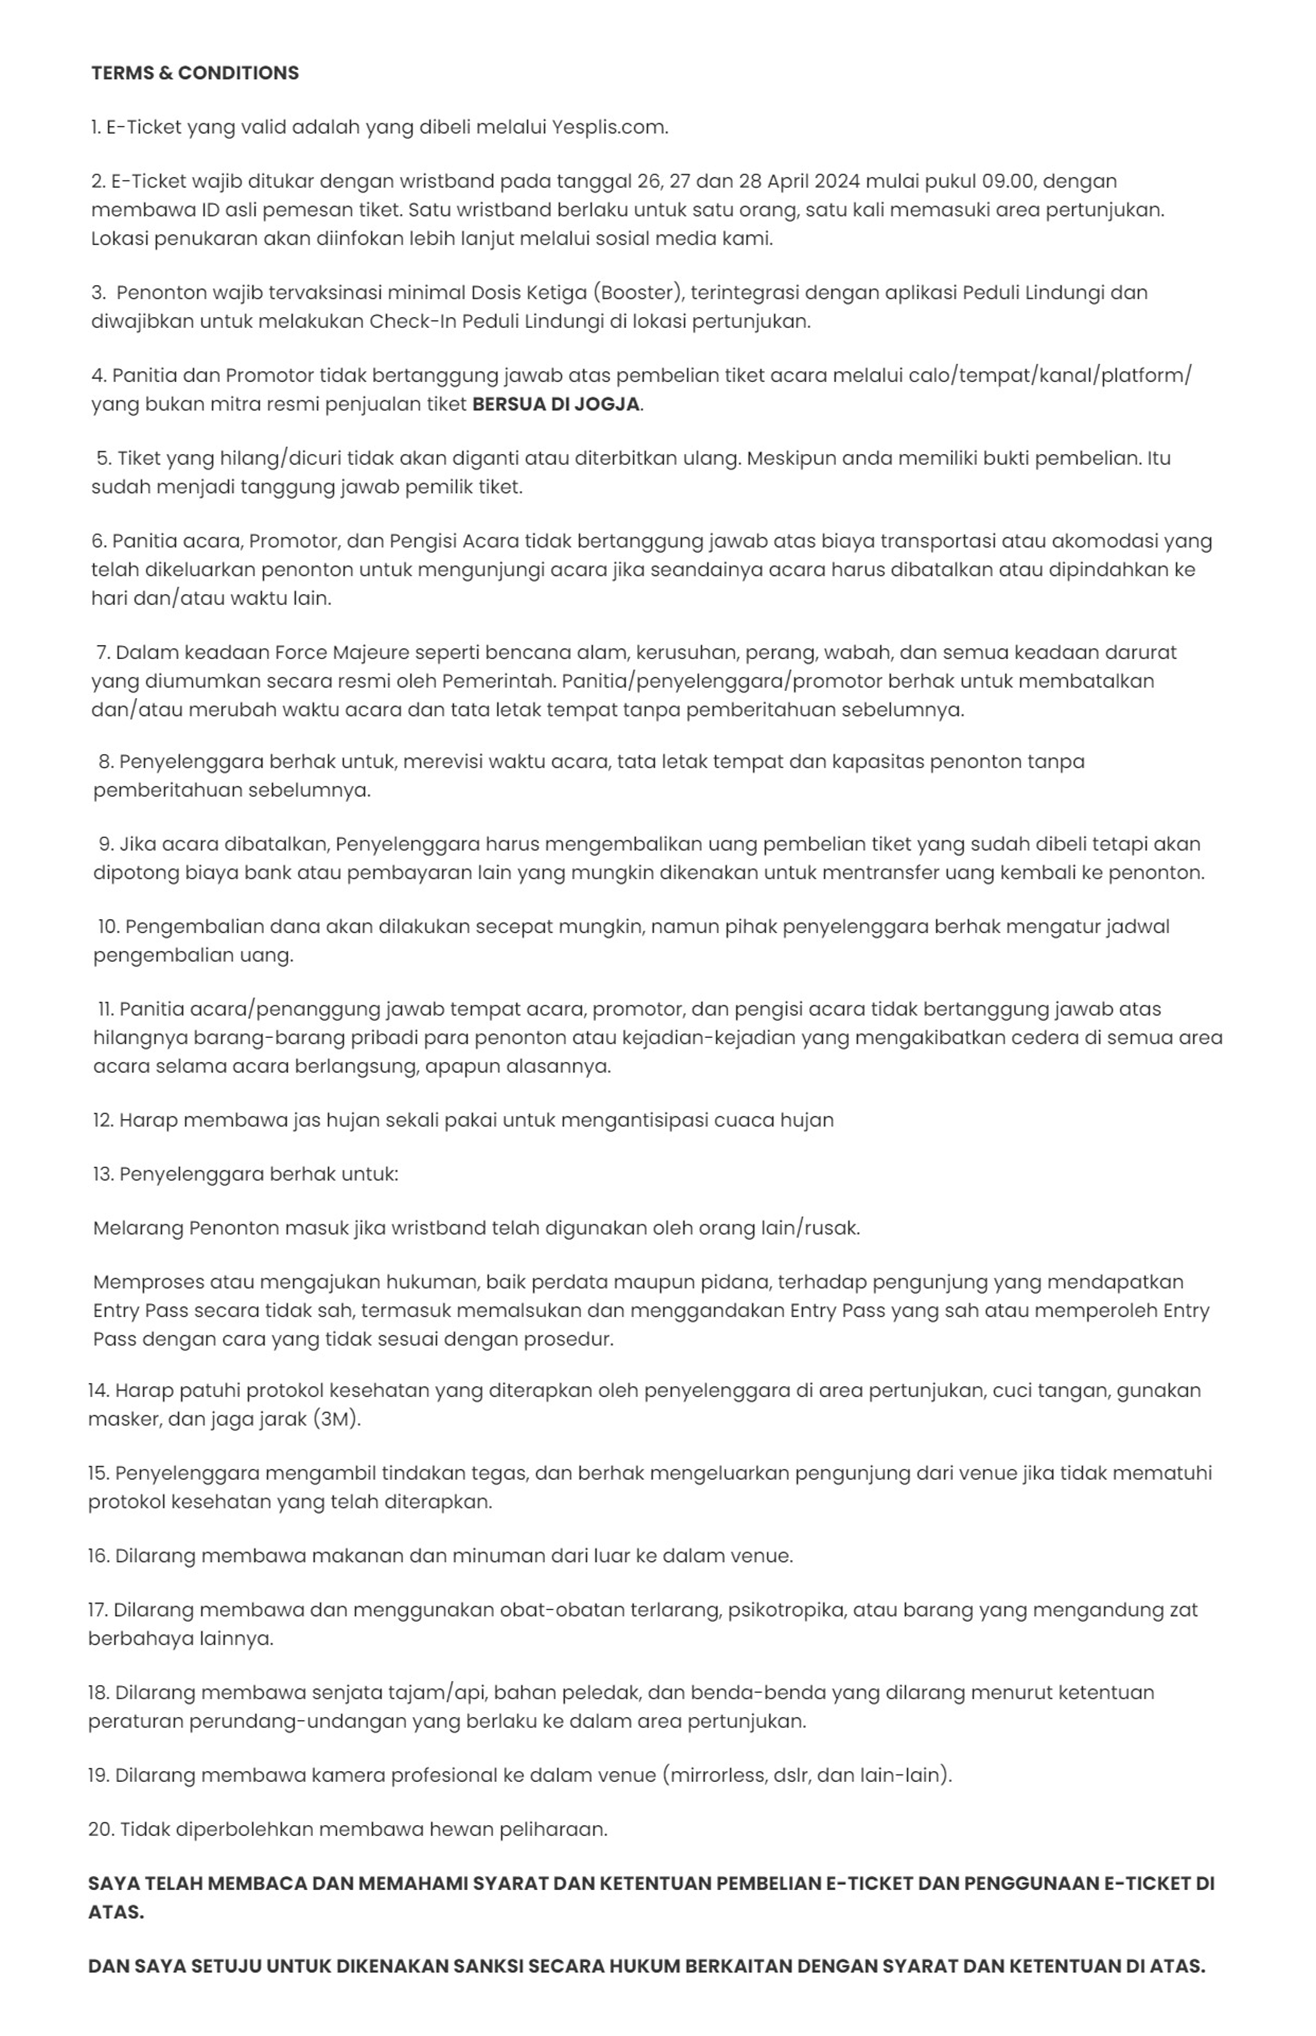 TERMS & CONDITIONS
1. E-Ticket yang valid adalah yang dibeli melalui Yesplis.com.
2. E-Ticket wajib ditukar dengan wristband pada tanggal 26, 27 dan 28 April 2024 mulai pukul 09.00, dengan
membawa ID asli pemesan tiket. Satu wristband berlaku untuk satu orang, satu kali memasuki area pertunjukan.
Lokasi penukaran akan diinfokan lebih lanjut melalui sosial media kami.
3. Penonton wajib tervaksinasi minimal Dosis Ketiga (Booster), terintegrasi dengan aplikasi Peduli Lindungi dan
diwajibkan untuk melakukan Check-In Peduli Lindungi di lokasi pertunjukan.
4. Panitia dan Promotor tidak bertanggung jawab atas pembelian tiket acara melalui calo/tempat/kanal/platform/
yang bukan mitra resmi penjualan tiket BERSUA DI JOGJA.
5. Tiket yang hilang/dicuri tidak akan diganti atau diterbitkan ulang. Meskipun anda memiliki bukti pembelian. Itu
sudah menjadi tanggung jawab pemilik tiket.
6. Panitia acara, Promotor, dan Pengisi Acara tidak bertanggung jawab atas biaya transportasi atau akomodasi yang
telah dikeluarkan penonton untuk mengunjungi acara jika seandainya acara harus dibatalkan atau dipindahkan ke
hari dan/atau waktu lain.
7. Dalam keadaan Force Majeure seperti bencana alam, kerusuhan, perang, wabah, dan semua keadaan darurat
yang diumumkan secara resmi oleh Pemerintah. Panitia/penyelenggara/promotor berhak untuk membatalkan
dan/atau merubah waktu acara dan tata letak tempat tanpa pemberitahuan sebelumnya.
8. Penyelenggara berhak untuk, merevisi waktu acara, tata letak tempat dan kapasitas penonton tanpa
pemberitahuan sebelumnya.
9. Jika acara dibatalkan, Penyelenggara harus mengembalikan uang pembelian tiket yang sudah dibeli tetapi akan
dipotong biaya bank atau pembayaran lain yang mungkin dikenakan untuk mentransfer uang kembali ke penonton.
10. Pengembalian dana akan dilakukan secepat mungkin, namun pihak penyelenggara berhak mengatur jadwal
pengembalian uang.
11. Panitia acara/penanggung jawab tempat acara, promotor, dan pengisi acara tidak bertanggung jawab atas
hilangnya barang-barang pribadi para penonton atau kejadian-kejadian yang mengakibatkan cedera di semua area
acara selama acara berlangsung, apapun alasannya.
12. Harap membawa jas hujan sekali pakai untuk mengantisipasi cuaca hujan
13. Penyelenggara berhak untuk:
Melarang Penonton masuk jika wristband telah digunakan oleh orang lain/rusak.
Memproses atau mengajukan hukuman, baik perdata maupun pidana, terhadap pengunjung yang mendapatkan
Entry Pass secara tidak sah, termasuk memalsukan dan menggandakan Entry Pass yang sah atau memperoleh Entry
Pass dengan cara yang tidak sesuai dengan prosedur.
14. Harap patuhi protokol kesehatan yang diterapkan oleh penyelenggara di area pertunjukan, cuci tangan, gunakan
masker, dan jaga jarak (3M).
15. Penyelenggara mengambil tindakan tegas, dan berhak mengeluarkan pengunjung dari venue jika tidak mematuhi
protokol kesehatan yang telah diterapkan.
16. Dilarang membawa makanan dan minuman dari luar ke dalam venue.
17. Dilarang membawa dan menggunakan obat-obatan terlarang, psikotropika, atau barang yang mengandung zat
berbahaya lainnya.
18. Dilarang membawa senjata tajam/api, bahan peledak, dan benda-benda yang dilarang menurut ketentuan
peraturan perundang-undangan yang berlaku ke dalam area pertunjukan.
19. Dilarang membawa kamera profesional ke dalam venue (mirrorless, dslr, dan lain-lain).
20. Tidak diperbolehkan membawa hewan peliharaan.
SAYA TELAH MEMBACA DAN MEMAHAMI SYARAT DAN KETENTUAN PEMBELIAN E-TICKET DAN PENGGUNAAN E-TICKET DI
ATAS.
DAN SAYA SETUJU UNTUK DIKENAKAN SANKSI SECARA HUKUM BERKAITAN DENGAN SYARAT DAN KETENTUAN DI ATAS.